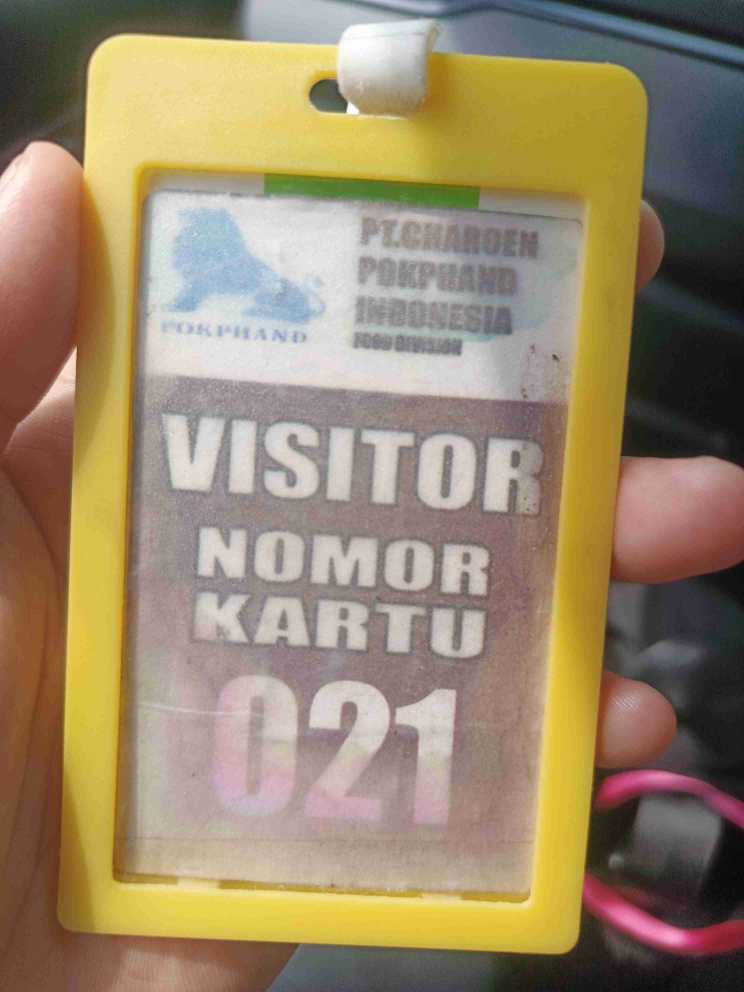 PT.CHAROEN
POKPHAND
INDONESIA
FOOD DIVISION
POKPHAND
VISITOR
NOMOR
KARTU
021